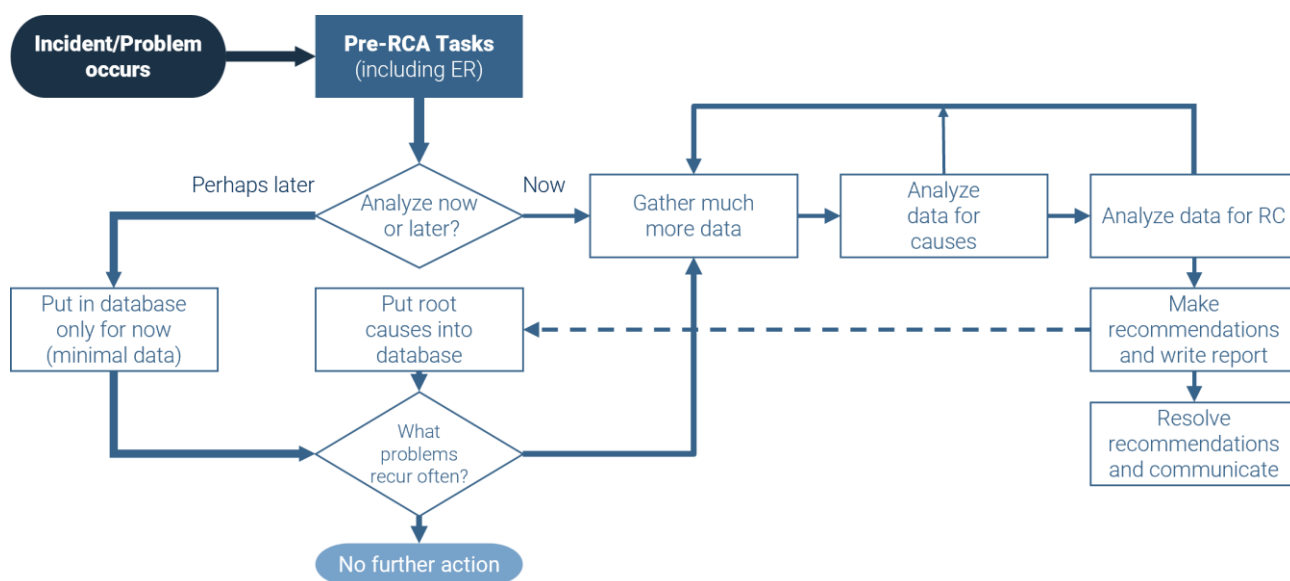 Incident/Problem
occurs
Pre-RCA Tasks
(including ER)
Perhaps later
Analyze now
or later?
Now
Gather much
more data
Analyze
data for
causes
Analyze data for RC
Put in database
only for now
(minimal data)
Put root
causes into
database
Make
recommendations
and write report
What
problems
recur often?
Resolve
recommendations
and communicate
No further action